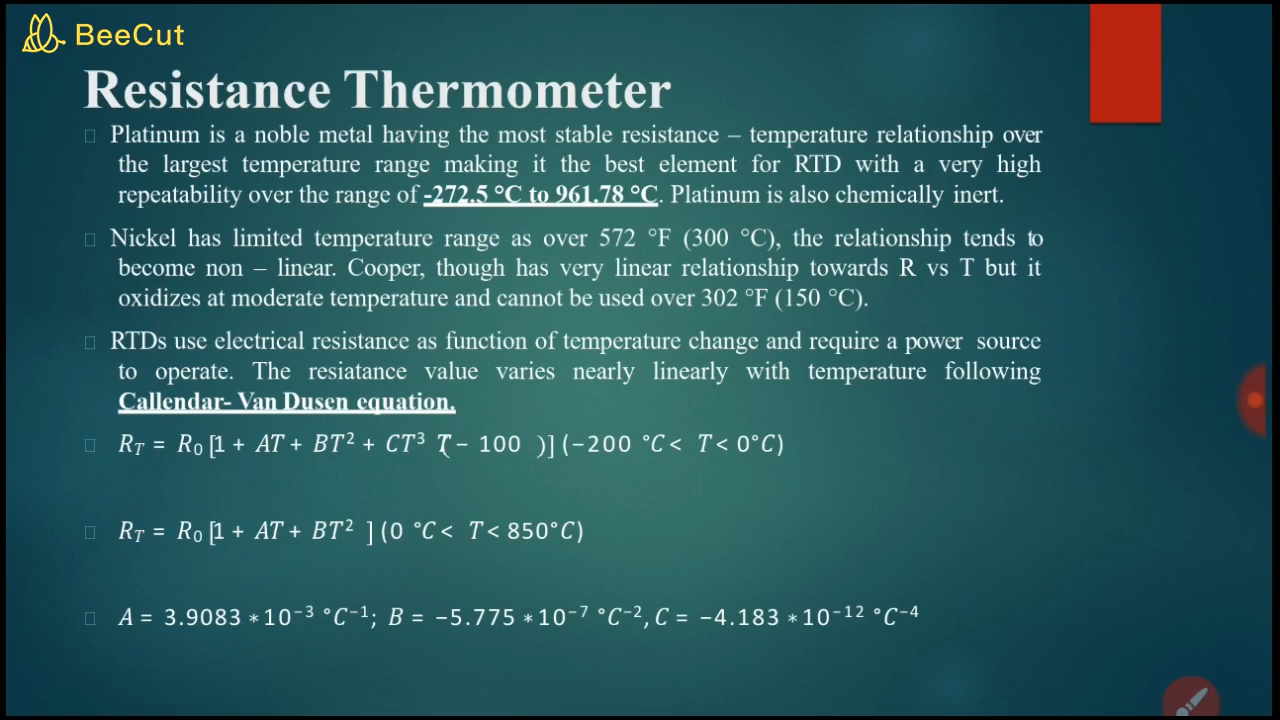 BeeCut
Resistance Thermometer
Platinum is a noble metal having the most stable resistance – temperature relationship over
the largest temperature range making it the best element for RTD with a very high
repeatability over the range of -272.5 °C to 961.78 °C. Platinum is also chemically inert.
Nickel has limited temperature range as over 572 °F (300 °C), the relationship tends to
become non – linear. Cooper, though has very linear relationship towards R vs T but it
oxidizes at moderate temperature and cannot be used over 302 °F (150 °C).
RTDs use electrical resistance as function of temperature change and require a power source
to operate. The resiatance value varies nearly linearly with temperature following
Callendar- Van Dusen equation.
R_T = R_0 [1 + AT + BT² + CT³ (T − 100 )] (−200 °C < T < 0°C)
R_T = R_0 [1 + AT + BT² ] (0 °C < T < 850°C)
A = 3.9083 ∗ 10⁻³ °C⁻¹; B = −5.775 ∗ 10⁻⁷ °C⁻², C = −4.183 ∗ 10⁻¹² °C⁻⁴